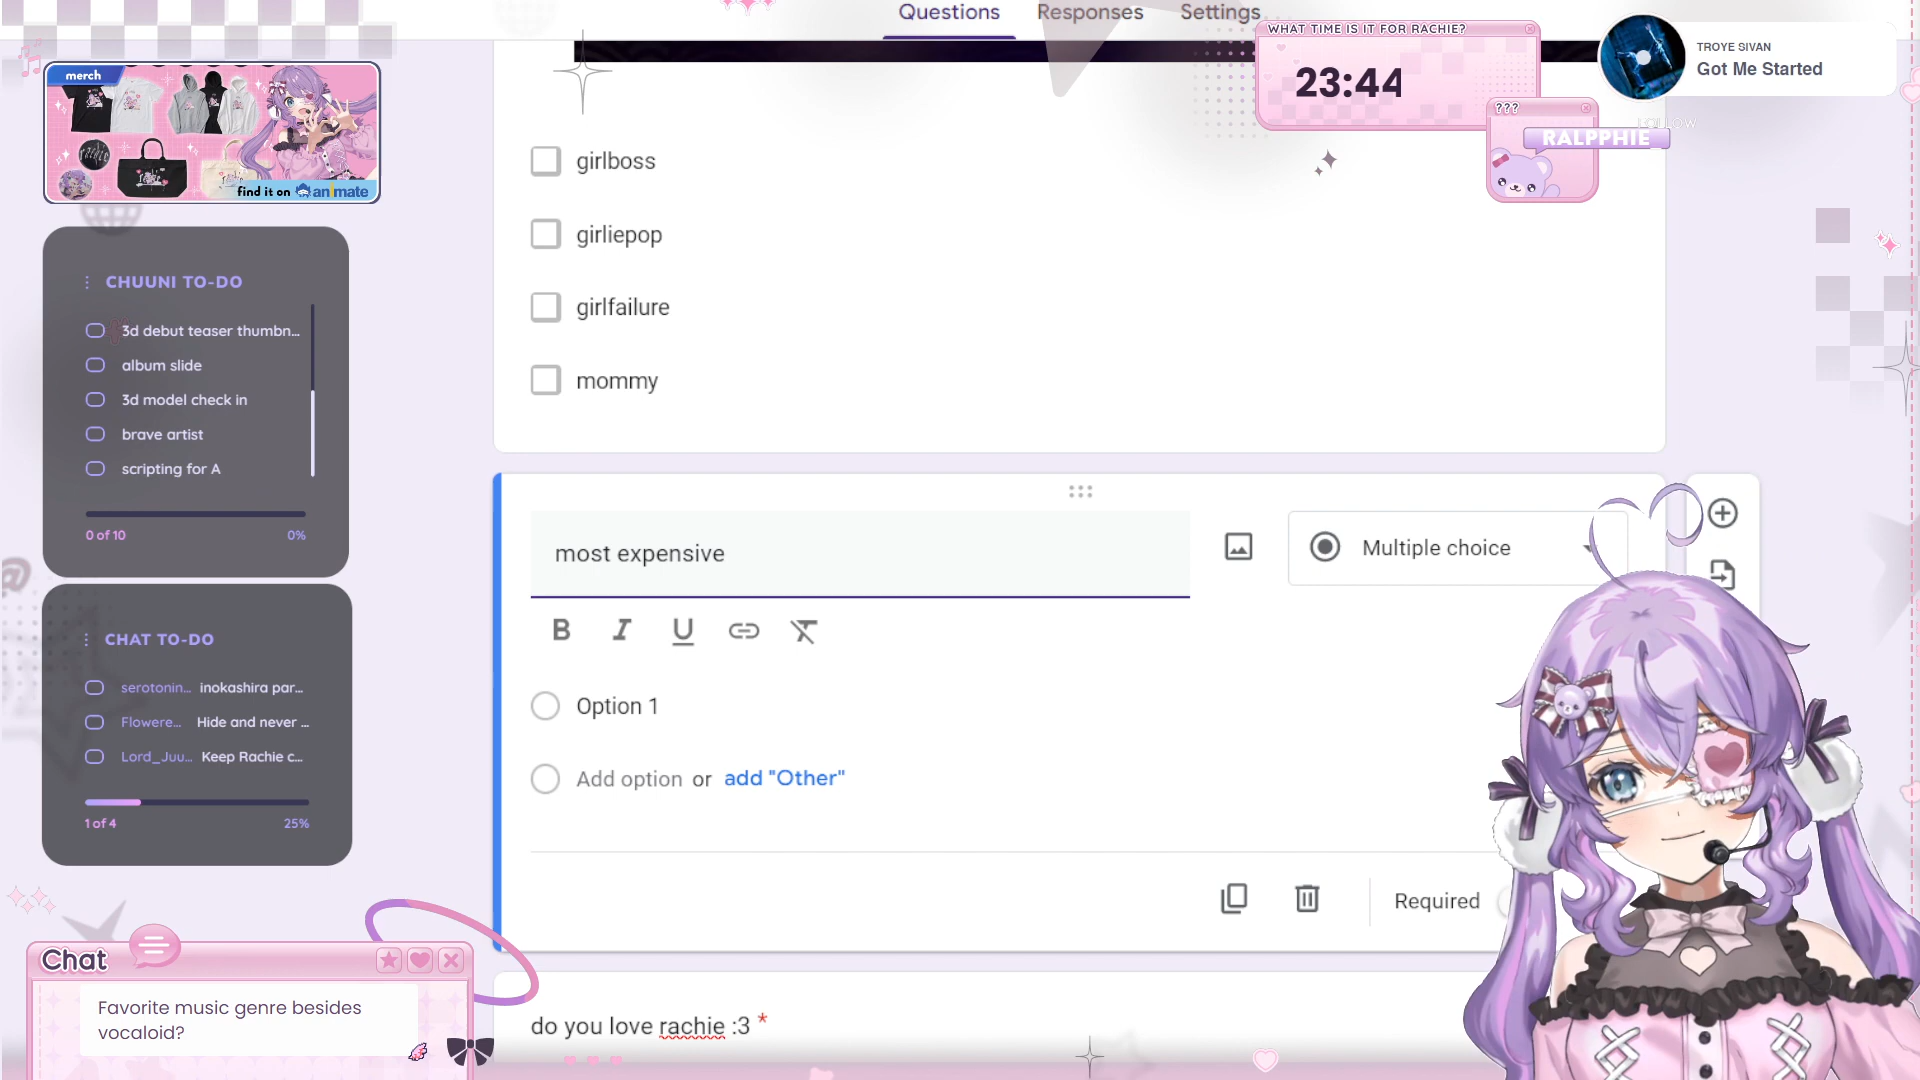 Questions
Responses
Settings
WHAT TIME IS IT FOR RACHIE?
23:44
???
FOLLOW
RALPPHIE
TROYE SIVAN
Got Me Started
merch
find it on animate
CHUUNI TO-DO
3d debut teaser thumbn...
album slide
3d model check in
brave artist
scripting for A
0 of 10
0%
CHAT TO-DO
serotonin... inokashira par...
Flowere... Hide and never ...
Lord_Juu... Keep Rachie c...
1 of 4
25%
Chat
Favorite music genre besides
vocaloid?
girlboss
girliepop
girlfailure
mommy
most expensive
Multiple choice
B I U
Option 1
Add option or add "Other"
Required
do you love rachie :3 *